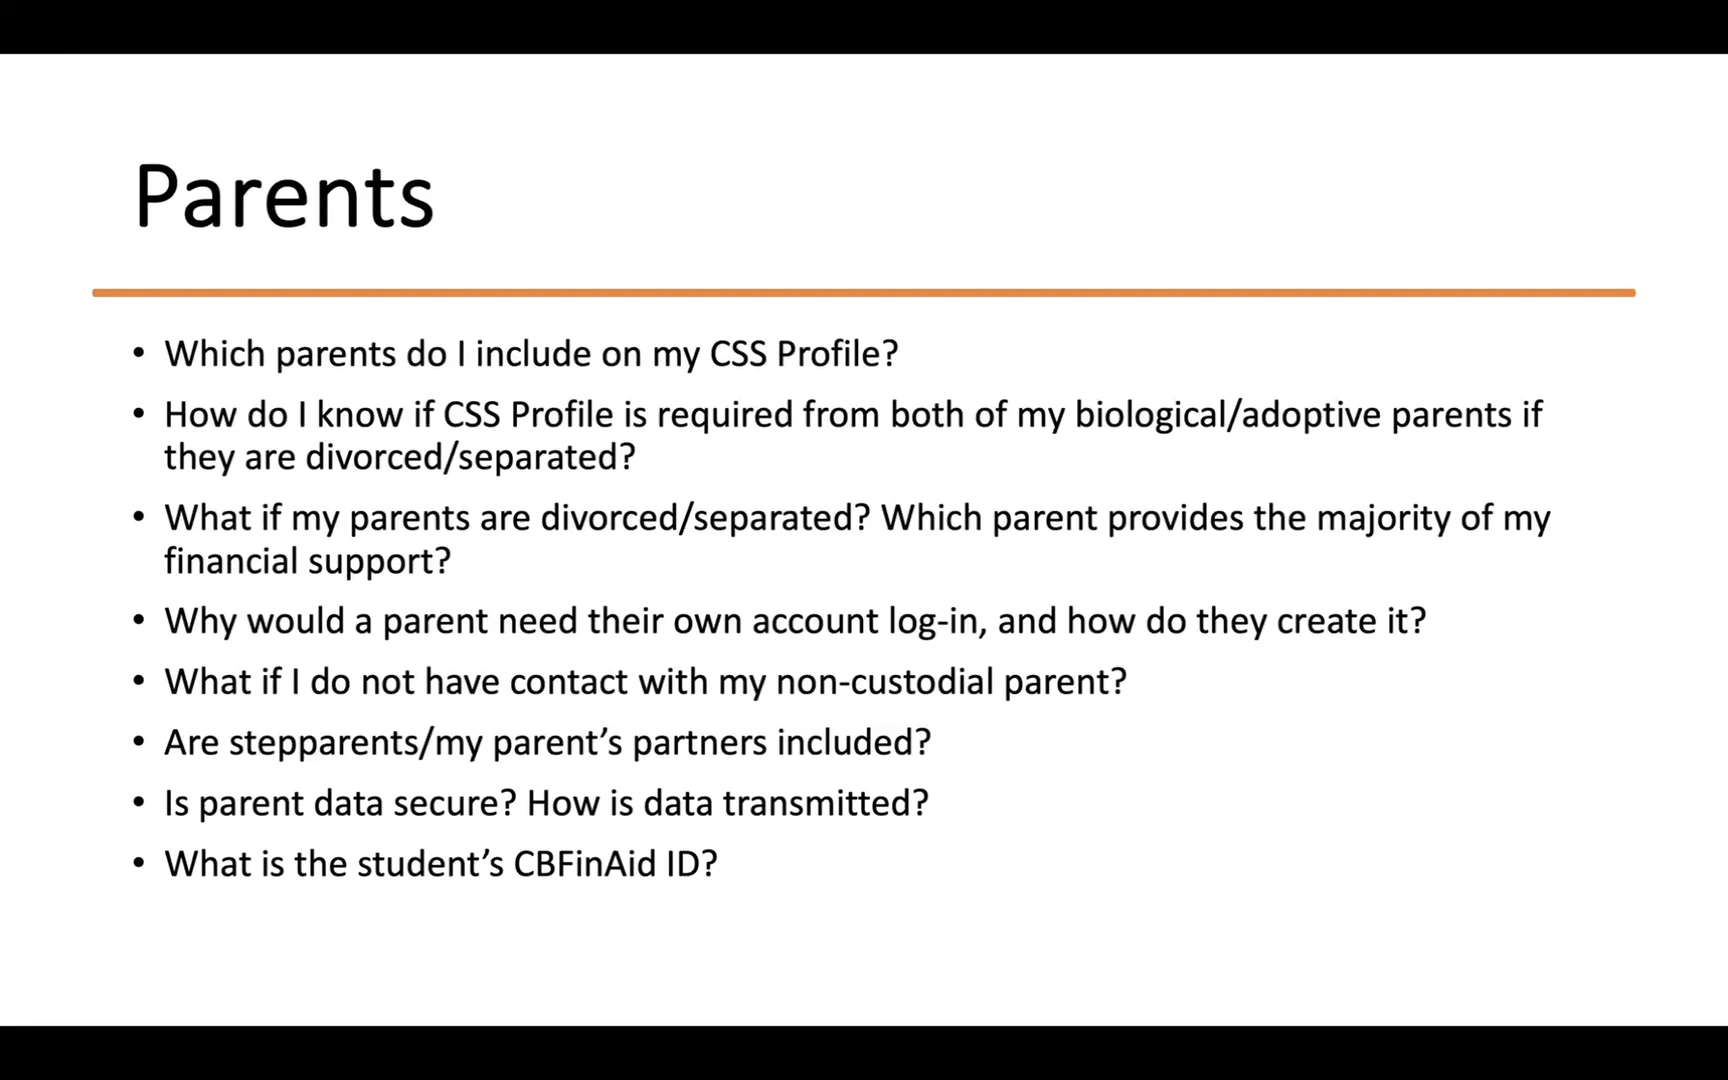 Parents
• Which parents do I include on my CSS Profile?
• How do I know if CSS Profile is required from both of my biological/adoptive parents if
they are divorced/separated?
• What if my parents are divorced/separated? Which parent provides the majority of my
financial support?
• Why would a parent need their own account log-in, and how do they create it?
• What if I do not have contact with my non-custodial parent?
• Are stepparents/my parent’s partners included?
• Is parent data secure? How is data transmitted?
• What is the student’s CBFinAid ID?